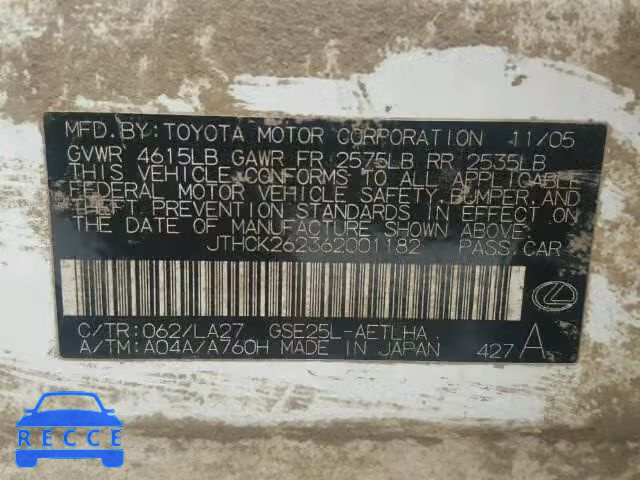 MFD. BY: TOYOTA MOTOR CORPORATION 11/05
GVWR 4615LB GAWR FR 2575LB RR 2535LB
THIS VEHICLE CONFORMS TO ALL APPLICABLE
FEDERAL MOTOR VEHICLE SAFETY, BUMPER, AND
THEFT PREVENTION STANDARDS IN EFFECT ON
THE DATE OF MANUFACTURE SHOWN ABOVE.
JTHCK262362001182 PASS. CAR
C/TR: 062/LA27 GSE25L-AETLHA
A/TM: A04A/A760H MADE IN JAPAN 427 A
RECCE